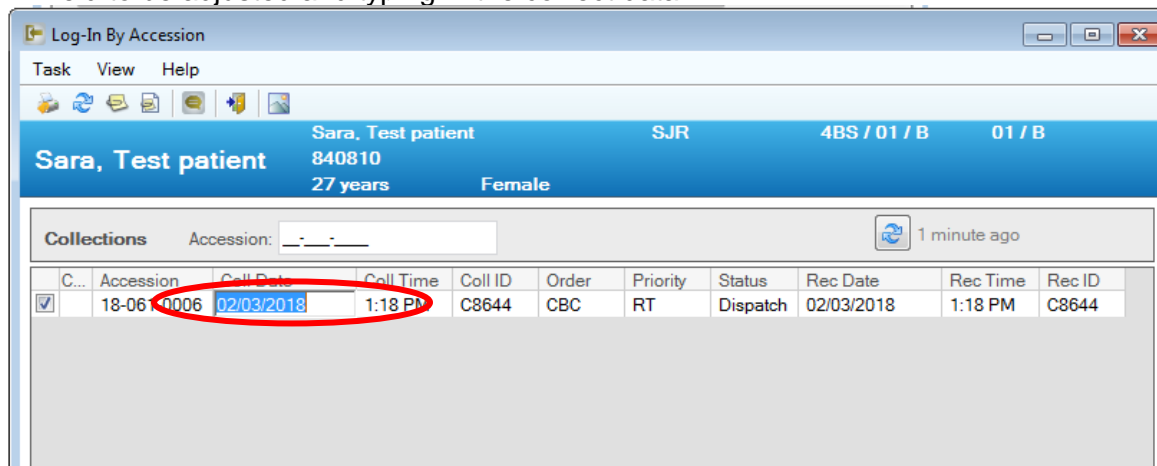 Log-In By Accession
Task View Help
Sara, Test patient SJR 4BS / 01 / B 01 / B
Sara, Test patient 840810
27 years Female
Collections Accession: __-___-____ 1 minute ago
C... Accession Coll Date Coll Time Coll ID Order Priority Status Rec Date Rec Time Rec ID
18-061-0006 02/03/2018 1:18 PM C8644 CBC RT Dispatch 02/03/2018 1:18 PM C8644